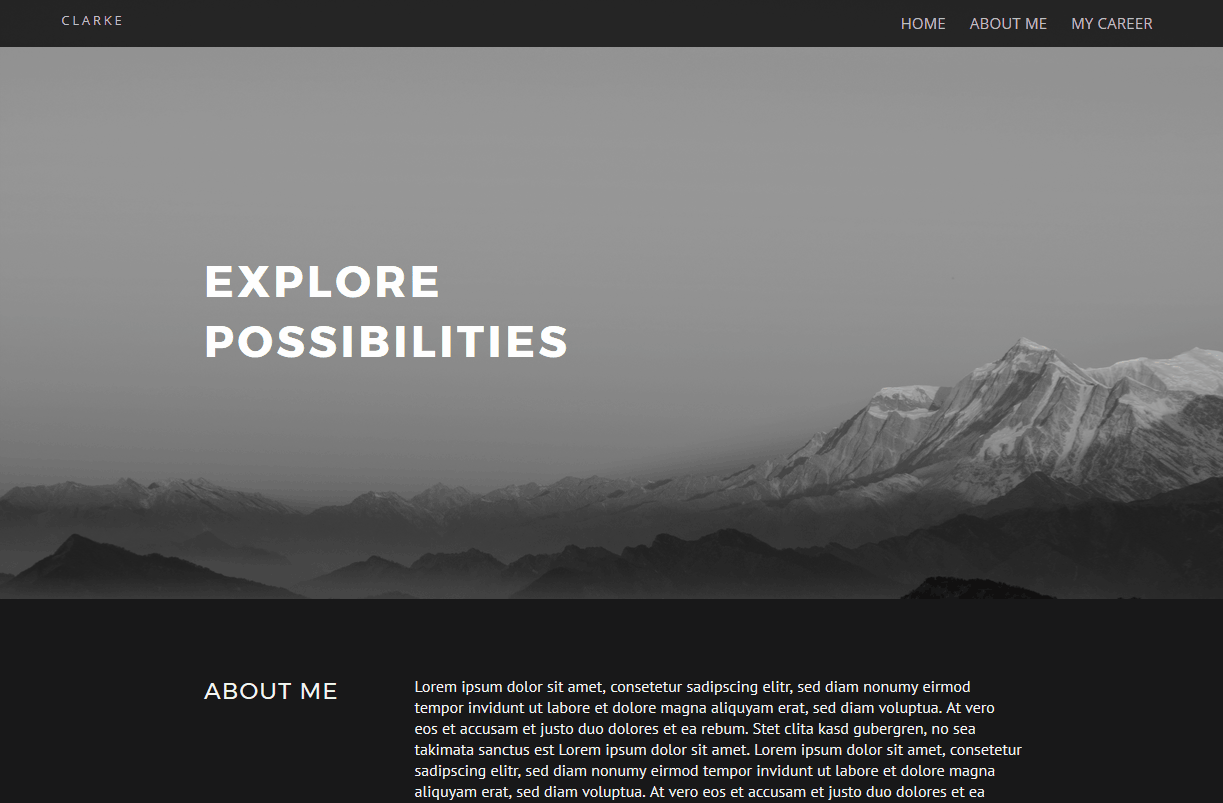 CLARKE
HOME ABOUT ME MY CAREER
EXPLORE
POSSIBILITIES
ABOUT ME
Lorem ipsum dolor sit amet, consetetur sadipscing elitr, sed diam nonumy eirmod
tempor invidunt ut labore et dolore magna aliquyam erat, sed diam voluptua. At vero
eos et accusam et justo duo dolores et ea rebum. Stet clita kasd gubergren, no sea
takimata sanctus est Lorem ipsum dolor sit amet. Lorem ipsum dolor sit amet, consetetur
sadipscing elitr, sed diam nonumy eirmod tempor invidunt ut labore et dolore magna
aliquyam erat, sed diam voluptua. At vero eos et accusam et justo duo dolores et ea